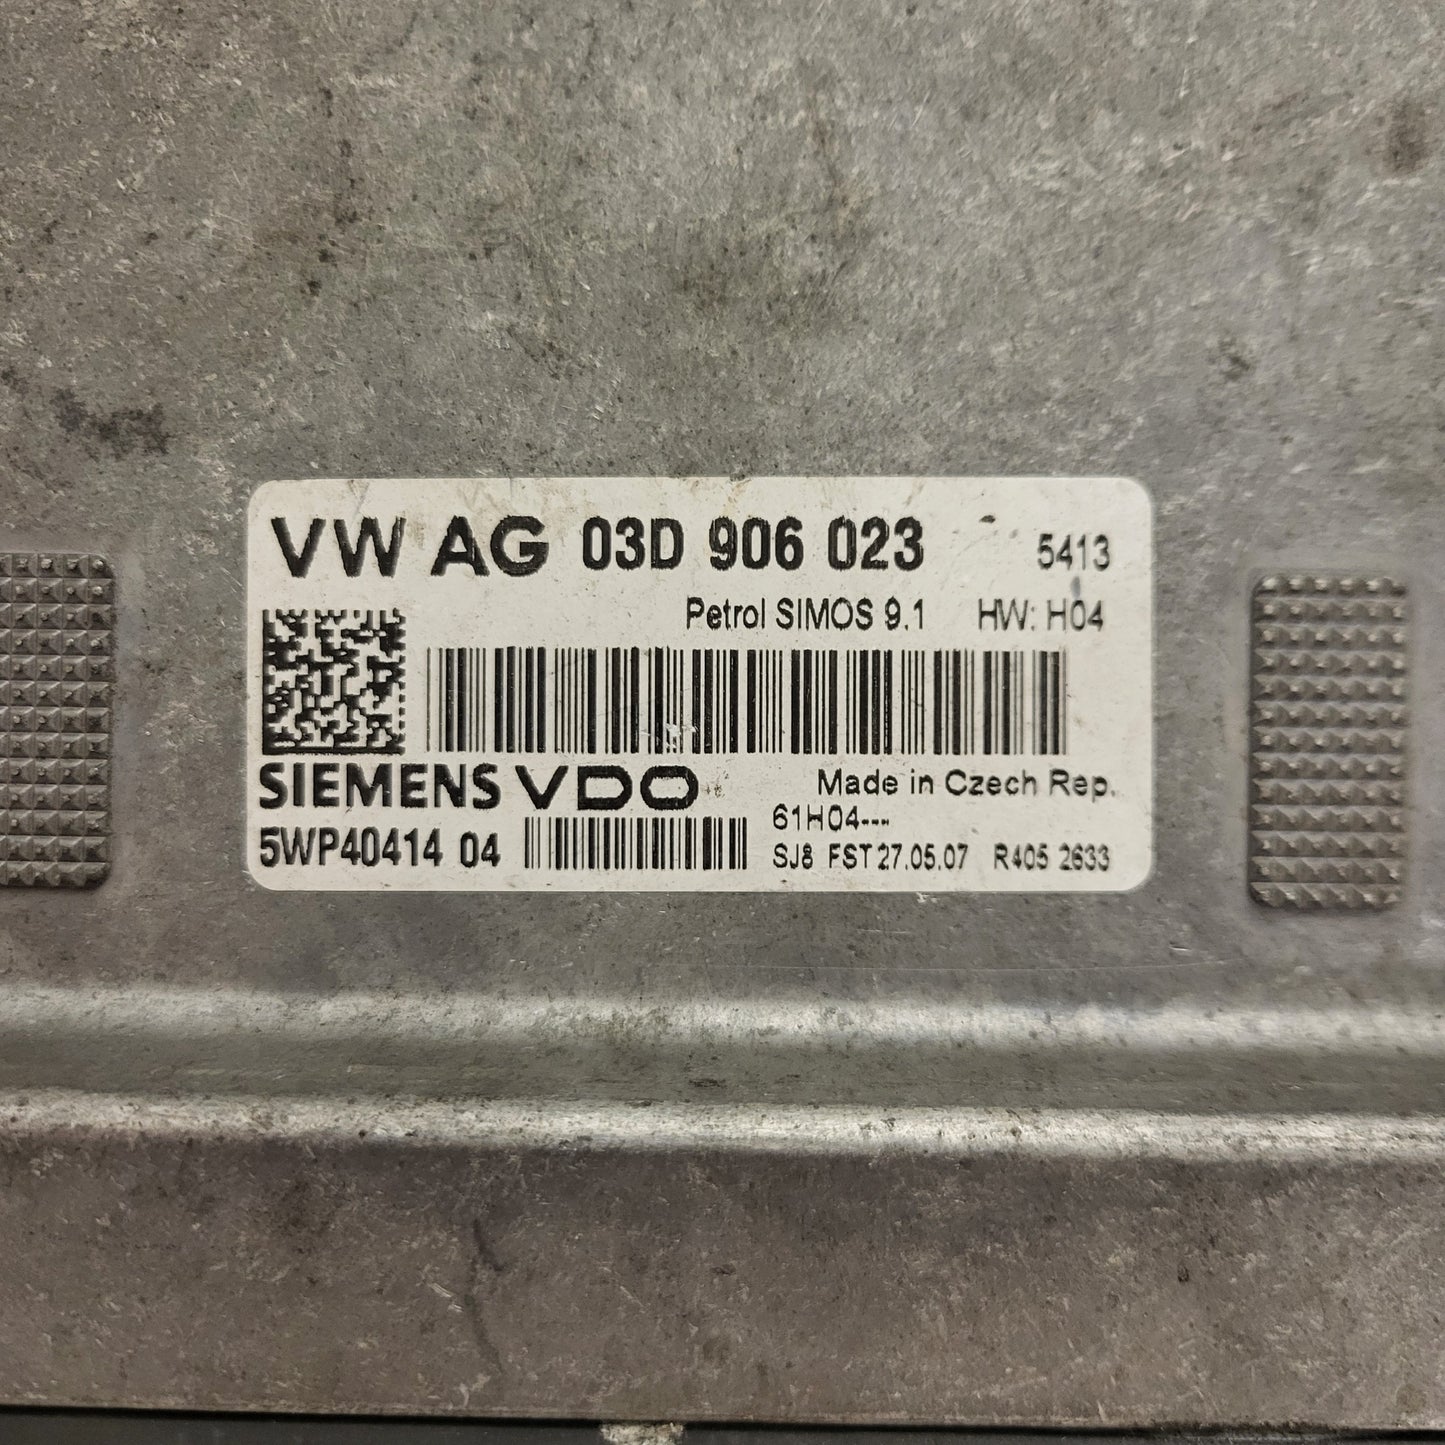 VW AG 03D 906 023 5413
Petrol SIMOS 9.1 HW: H04
SIEMENS VDO Made in Czech Rep.
61H04---
5WP40414 04 SJ8 FST 27.05.07 R405 2633